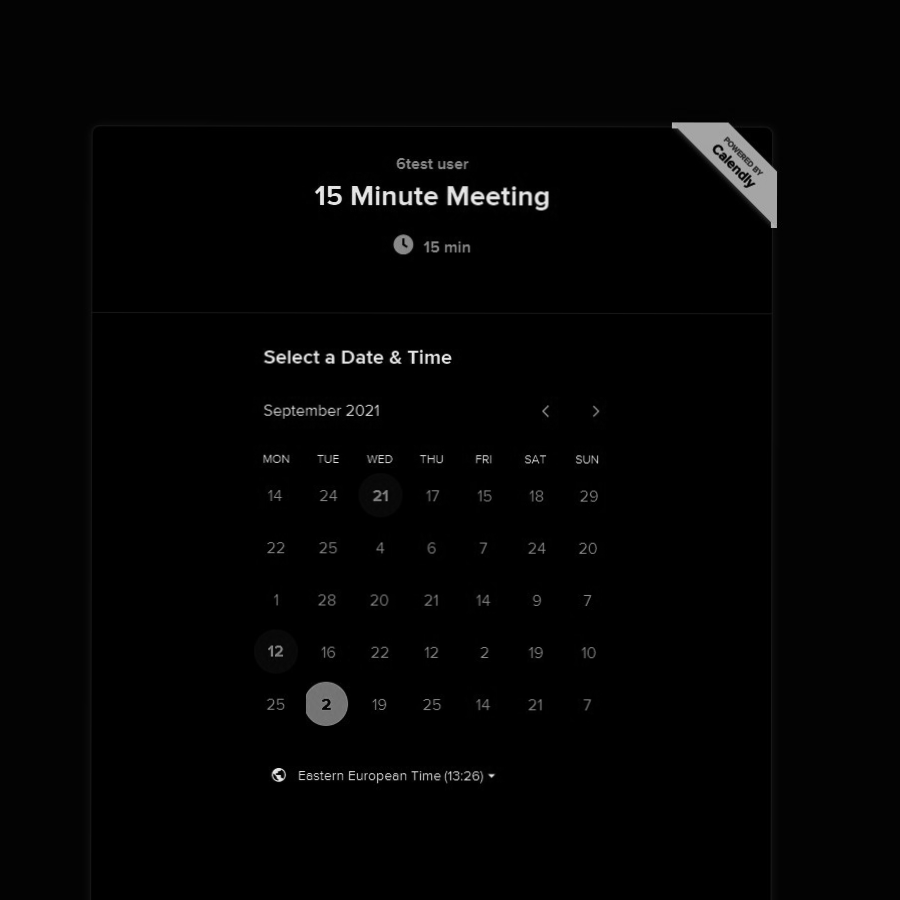 POWERED BY
Calendly
6test user
15 Minute Meeting
15 min
Select a Date & Time
September 2021
MON TUE WED THU FRI SAT SUN
14 24 21 17 15 18 29
22 25 4 6 7 24 20
1 28 20 21 14 9 7
12 16 22 12 2 19 10
25 2 19 25 14 21 7
Eastern European Time (13:26)